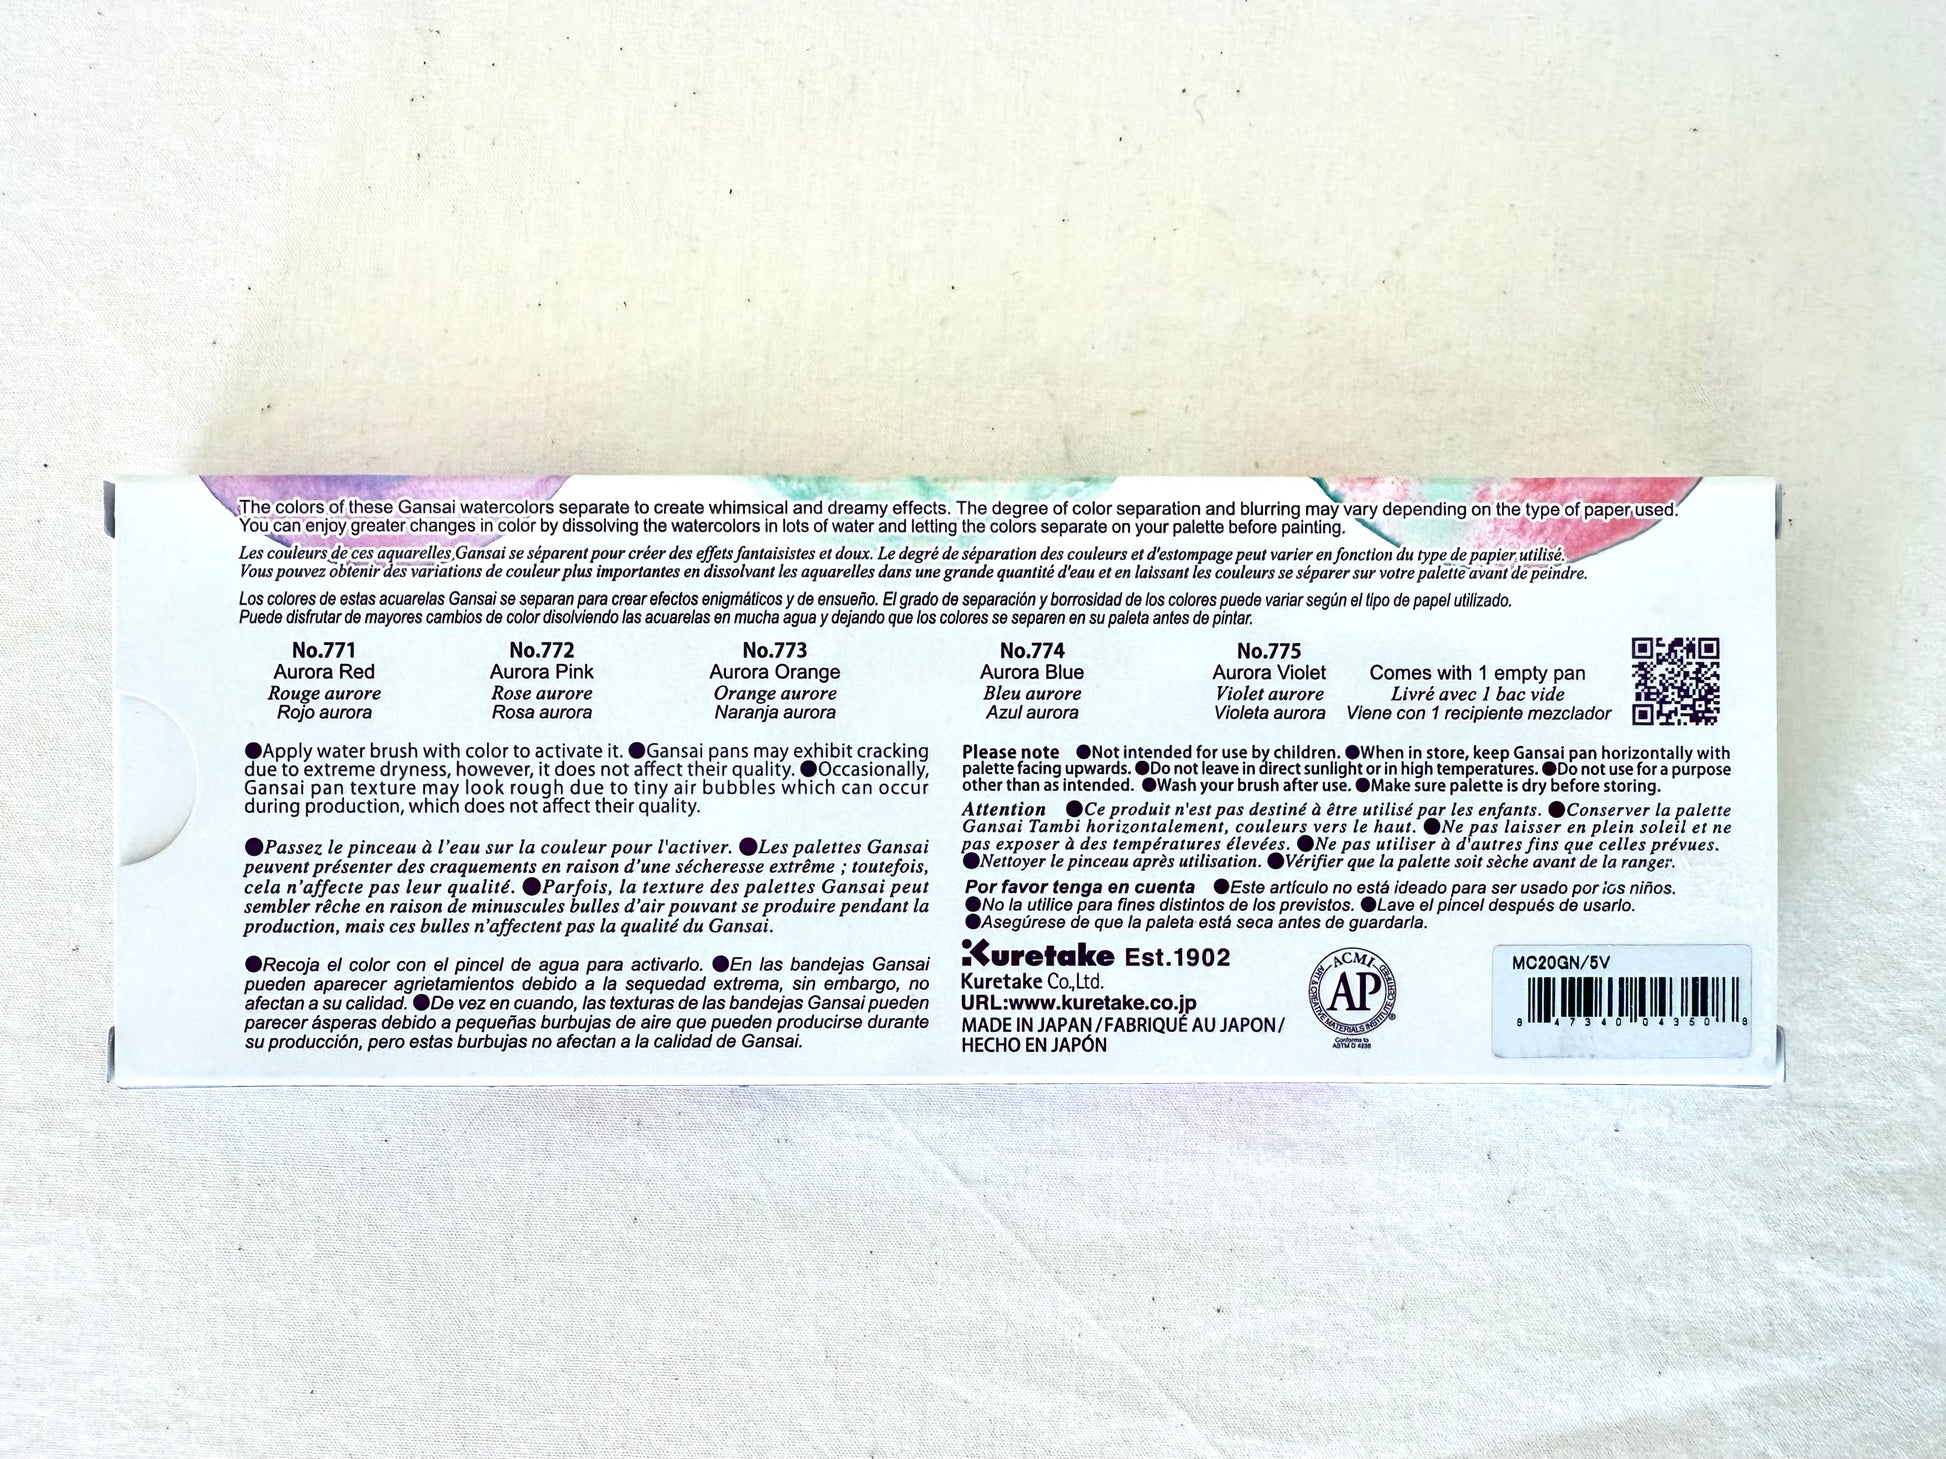 The colors of these Gansai watercolors separate to create whimsical and dreamy effects. The degree of color separation and blurring may vary depending on the type of paper used.
You can enjoy greater changes in color by dissolving the watercolors in lots of water and letting the colors separate on your palette before painting.
Les couleurs de ces aquarelles Gansai se séparent pour créer des effets fantaisistes et doux. Le degré de séparation des couleurs et d'estompage peut varier en fonction du type de papier utilisé.
Vous pouvez obtenir des variations de couleur plus importantes en dissolvant les aquarelles dans une grande quantité d'eau et en laissant les couleurs se séparer sur votre palette avant de peindre.
Los colores de estas acuarelas Gansai se separan para crear efectos enigmáticos y de ensueño. El grado de separación y borrosidad de los colores puede variar según el tipo de papel utilizado.
Puede disfrutar de mayores cambios de color disolviendo las acuarelas en mucha agua y dejando que los colores se separen en su paleta antes de pintar.
No.771
Aurora Red
Rouge aurore
Rojo aurora
No.772
Aurora Pink
Rose aurore
Rosa aurora
No.773
Aurora Orange
Orange aurore
Naranja aurora
No.774
Aurora Blue
Bleu aurore
Azul aurora
No.775
Aurora Violet
Violet aurore
Violeta aurora
Comes with 1 empty pan
Livré avec 1 bac vide
Viene con 1 recipiente mezclador
●Apply water brush with color to activate it. ●Gansai pans may exhibit cracking
due to extreme dryness, however, it does not affect their quality. ●Occasionally,
Gansai pan texture may look rough due to tiny air bubbles which can occur
during production, which does not affect their quality.
●Passez le pinceau à l'eau sur la couleur pour l'activer. ●Les palettes Gansai
peuvent présenter des craquements en raison d'une sécheresse extrême ; toutefois,
cela n'affecte pas leur qualité. ●Parfois, la texture des palettes Gansai peut
sembler rêche en raison de minuscules bulles d'air pouvant se produire pendant la
production, mais ces bulles n'affectent pas la qualité du Gansai.
●Recoja el color con el pincel de agua para activarlo. ●En las bandejas Gansai
pueden aparecer agrietamientos debido a la sequedad extrema, sin embargo, no
afectan a su calidad. ●De vez en cuando, las texturas de las bandejas Gansai pueden
parecer ásperas debido a pequeñas burbujas de aire que pueden producirse durante
su producción, pero estas burbujas no afectan a la calidad de Gansai.
Please note ●Not intended for use by children. ●When in store, keep Gansai pan horizontally with
palette facing upwards. ●Do not leave in direct sunlight or in high temperatures. ●Do not use for a purpose
other than as intended. ●Wash your brush after use. ●Make sure palette is dry before storing.
Attention ●Ce produit n'est pas destiné à être utilisé par les enfants. ●Conserver la palette
Gansai Tambi horizontalement, couleurs vers le haut. ●Ne pas laisser en plein soleil et ne
pas exposer à des températures élevées. ●Ne pas utiliser à d'autres fins que celles prévues.
●Nettoyer le pinceau après utilisation. ●Vérifier que la palette soit sèche avant de la ranger.
Por favor tenga en cuenta ●Este artículo no está ideado para ser usado por los niños.
●No la utilice para fines distintos de los previstos. ●Lave el pincel después de usarlo.
●Asegúrese de que la paleta está seca antes de guardarla.
Kuretake Est.1902
Kuretake Co.,Ltd.
URL:www.kuretake.co.jp
MADE IN JAPAN/FABRIQUÉ AU JAPON/
HECHO EN JAPÓN
ACMI
AP
ART & CREATIVE MATERIALS INSTITUTE CERTIFIED
®
Conforms to
ASTM D 4236
MC20GN/5V
8 47340 04350 8